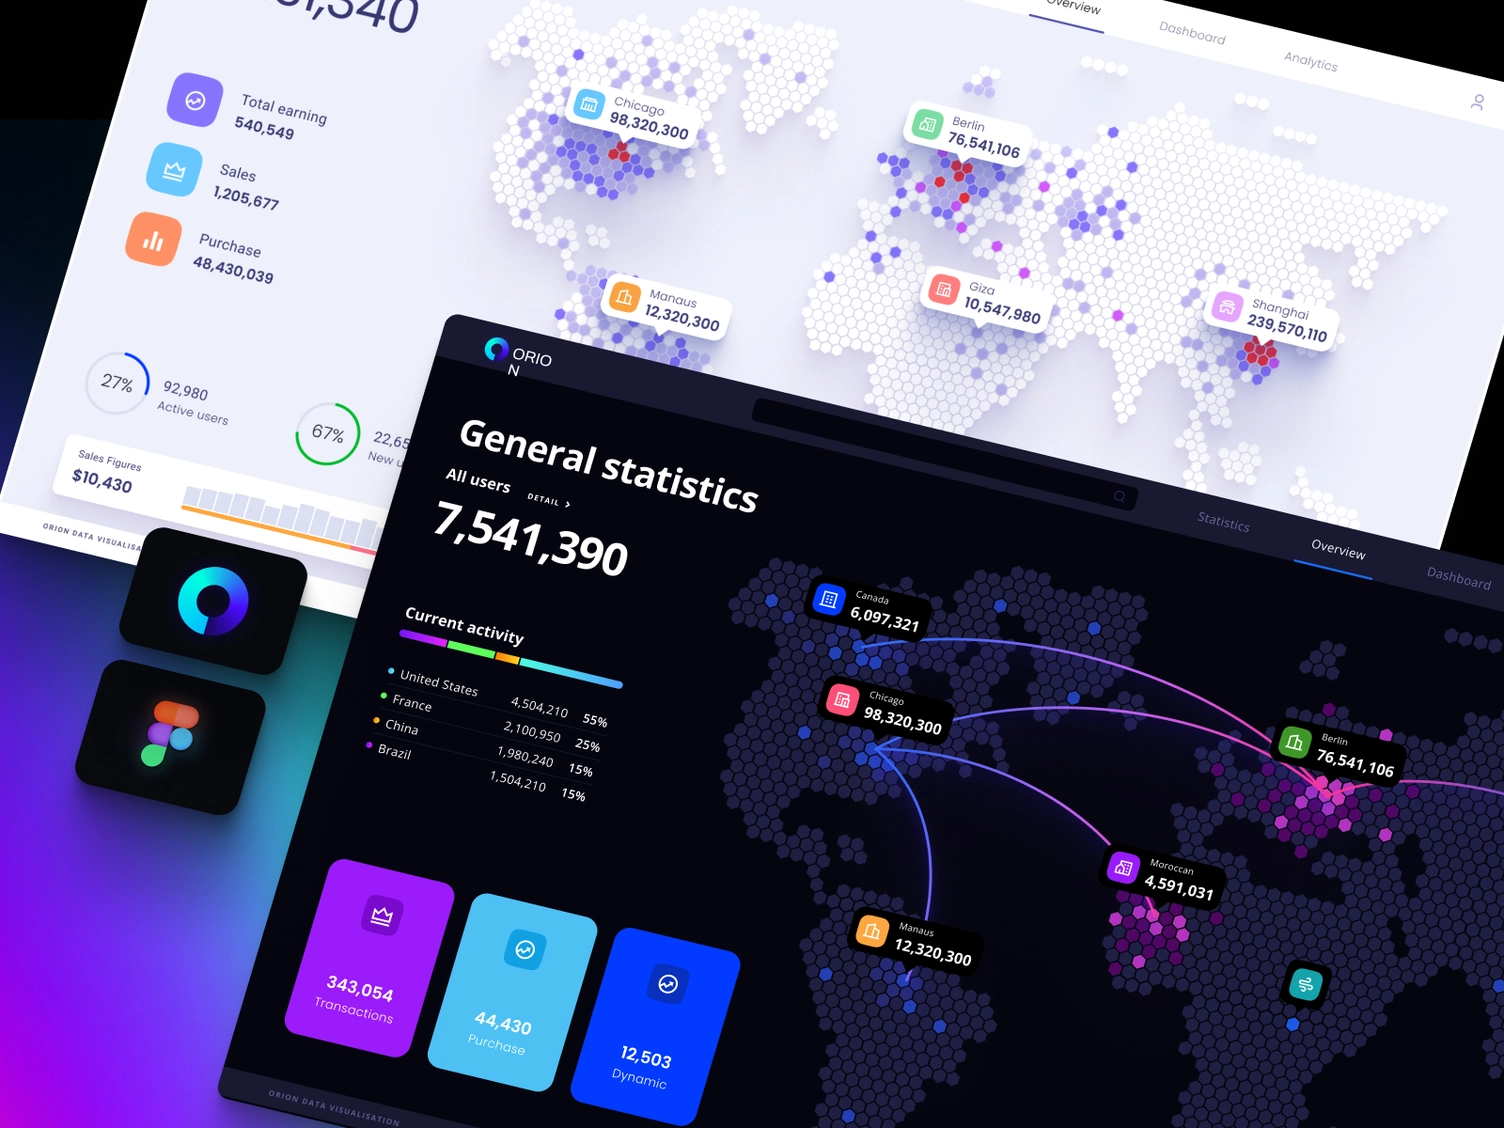 Overview
Dashboard
Analytics
Total earning
540,549
Sales
1,205,677
Purchase
48,430,039
Chicago
98,320,300
Berlin
76,541,106
Manaus
12,320,300
Giza
10,547,980
Shanghai
239,570,110
27%
92,980
Active users
67%
Sales Figures
$10,430
ORION DATA
ORIO
N
Statistics
Overview
Dashboard
General statistics
All users
DETAIL >
7,541,390
Current activity
United States 4,504,210 55%
France 2,100,950 25%
China 1,980,240 15%
Brazil 1,504,210 15%
Canada
6,097,321
Chicago
98,320,300
Berlin
76,541,106
Moroccan
4,591,031
Manaus
12,320,300
343,054
Transactions
44,430
Purchase
12,503
Dynamic
ORION DATA VISUALISATION